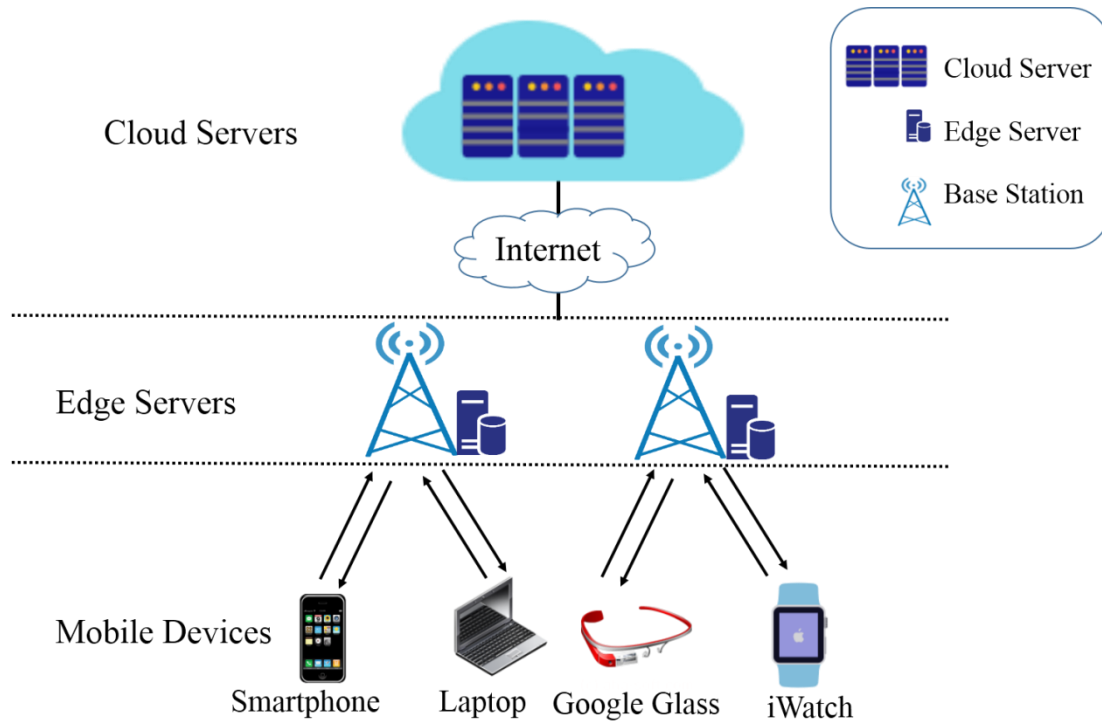 Cloud Servers
Internet
Cloud Server
Edge Server
Base Station
Edge Servers
Mobile Devices
Smartphone
Laptop
Google Glass
iWatch